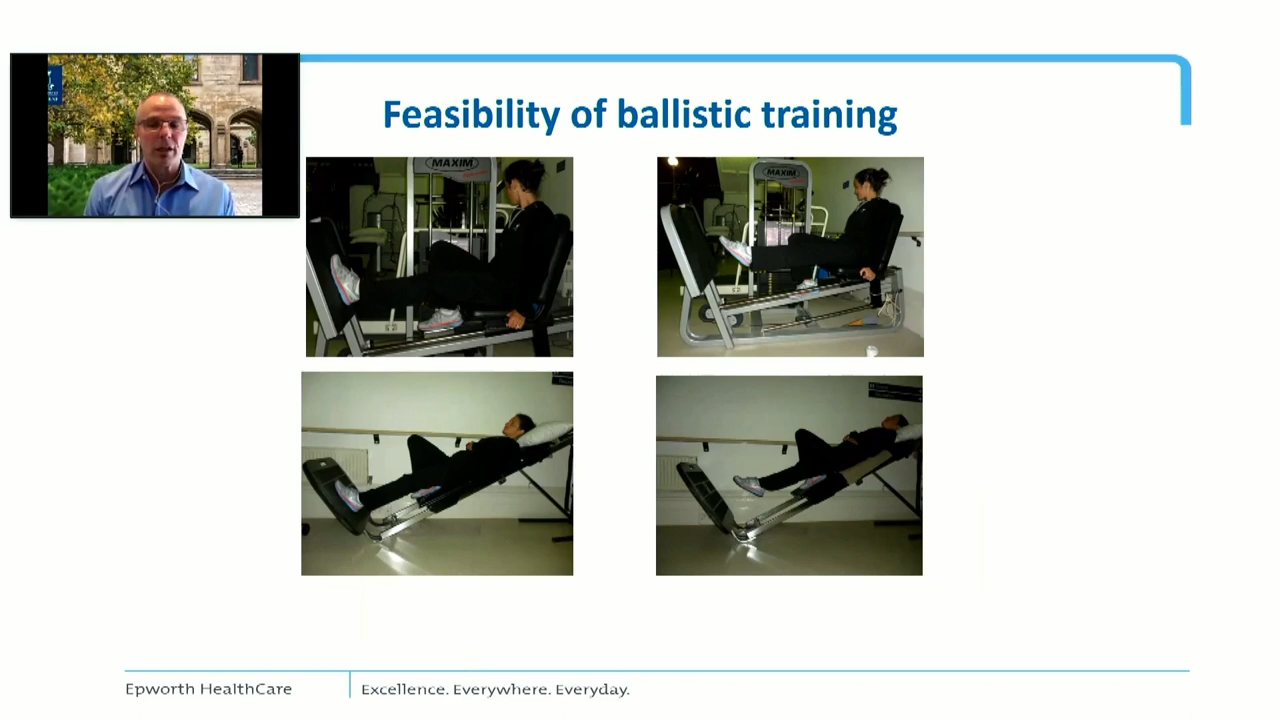 Feasibility of ballistic training
MAXIM
MAXIM
Epworth HealthCare
Excellence. Everywhere. Everyday.